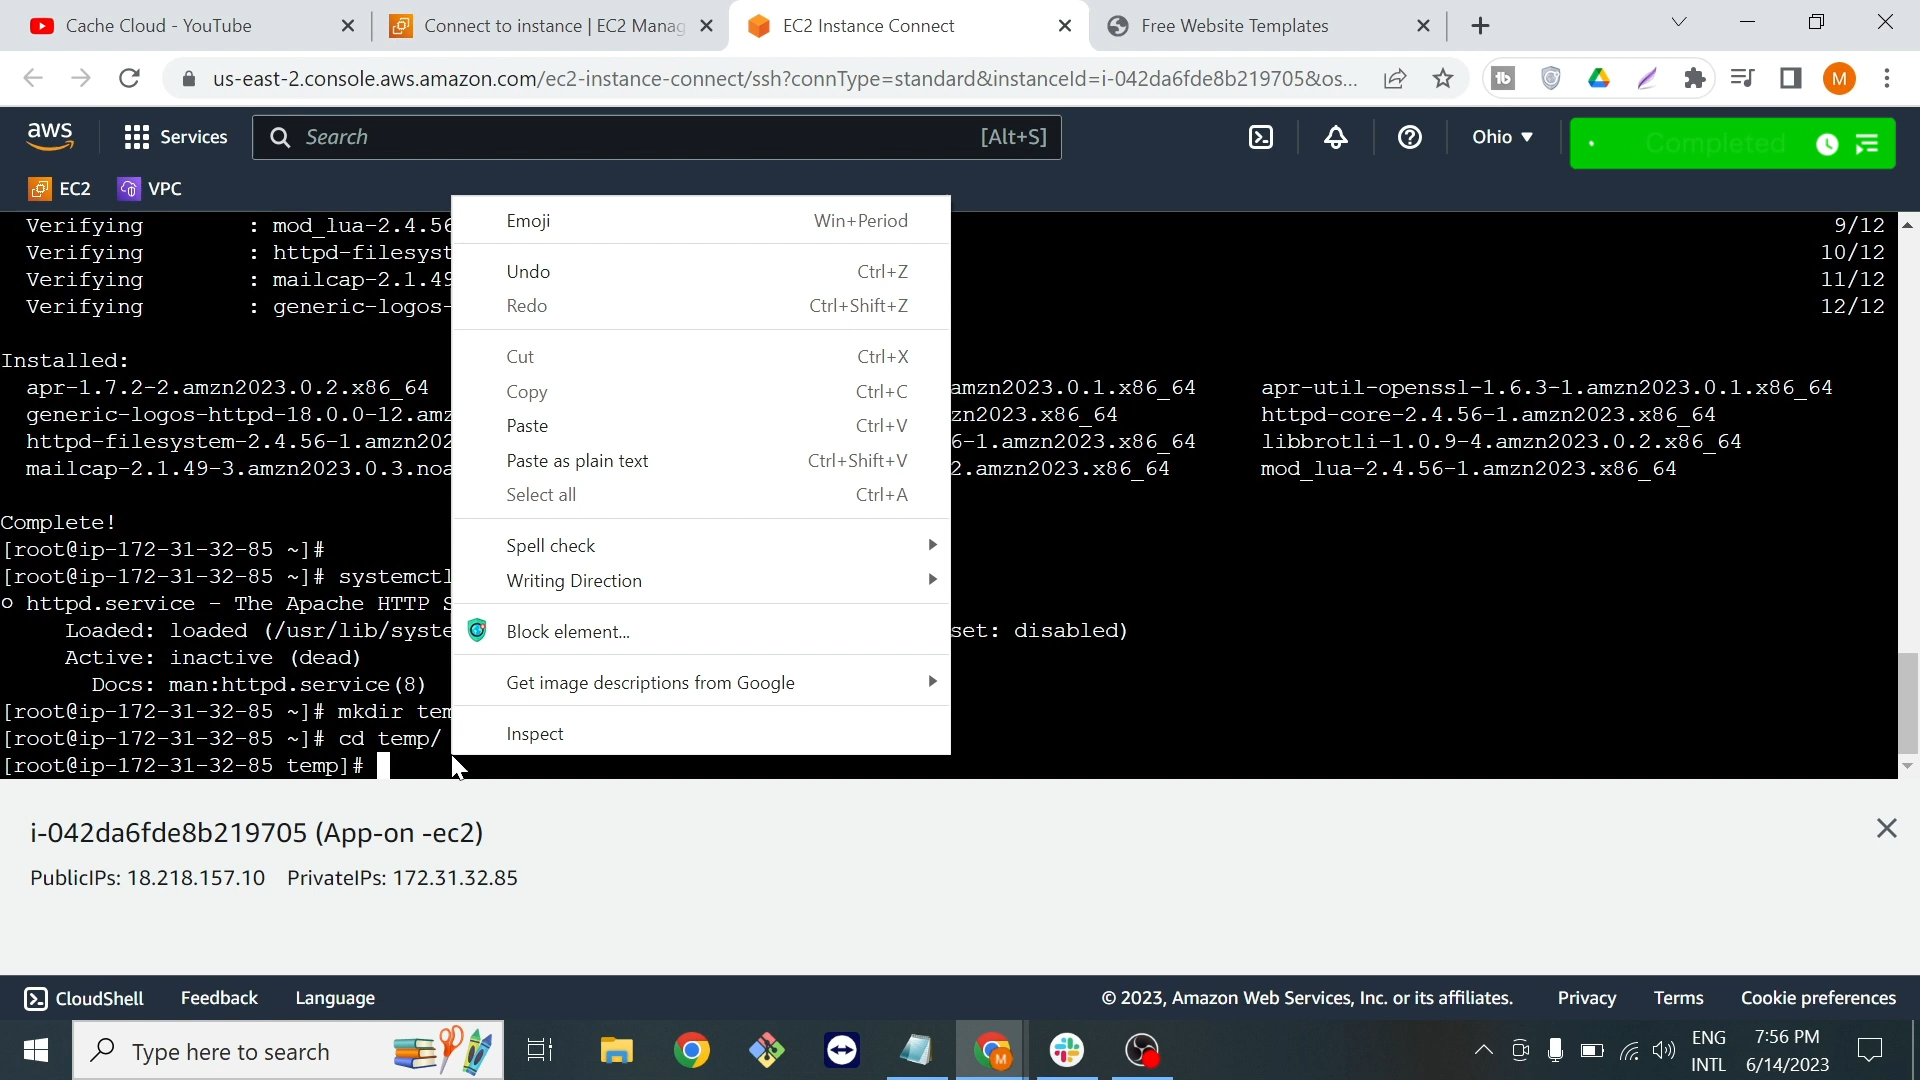 Cache Cloud - YouTube
Connect to instance | EC2 Manag
EC2 Instance Connect
Free Website Templates
us-east-2.console.aws.amazon.com/ec2-instance-connect/ssh?connType=standard&instanceId=i-042da6fde8b219705&os...
M
aws
Services
Search
[Alt+S]
Ohio
Completed
EC2
VPC
Verifying : mod_lua-2.4.56 9/12
Verifying : httpd-filesyst 10/12
Verifying : mailcap-2.1.49 11/12
Verifying : generic-logos- 12/12
Installed:
apr-1.7.2-2.amzn2023.0.2.x86_64 amzn2023.0.1.x86_64 apr-util-openssl-1.6.3-1.amzn2023.0.1.x86_64
generic-logos-httpd-18.0.0-12.amz zn2023.x86_64 httpd-core-2.4.56-1.amzn2023.x86_64
httpd-filesystem-2.4.56-1.amzn202 6-1.amzn2023.x86_64 libbrotli-1.0.9-4.amzn2023.0.2.x86_64
mailcap-2.1.49-3.amzn2023.0.3.noa 2.amzn2023.x86_64 mod_lua-2.4.56-1.amzn2023.x86_64
Complete!
[root@ip-172-31-32-85 ~]#
[root@ip-172-31-32-85 ~]# systemctl
○ httpd.service - The Apache HTTP S
Loaded: loaded (/usr/lib/syste set: disabled)
Active: inactive (dead)
Docs: man:httpd.service(8)
[root@ip-172-31-32-85 ~]# mkdir tem
[root@ip-172-31-32-85 ~]# cd temp/
[root@ip-172-31-32-85 temp]#
Emoji Win+Period
Undo Ctrl+Z
Redo Ctrl+Shift+Z
Cut Ctrl+X
Copy Ctrl+C
Paste Ctrl+V
Paste as plain text Ctrl+Shift+V
Select all Ctrl+A
Spell check
Writing Direction
Block element...
Get image descriptions from Google
Inspect
i-042da6fde8b219705 (App-on -ec2)
PublicIPs: 18.218.157.10 PrivateIPs: 172.31.32.85
CloudShell
Feedback
Language
© 2023, Amazon Web Services, Inc. or its affiliates.
Privacy
Terms
Cookie preferences
Type here to search
ENG
INTL
7:56 PM
6/14/2023